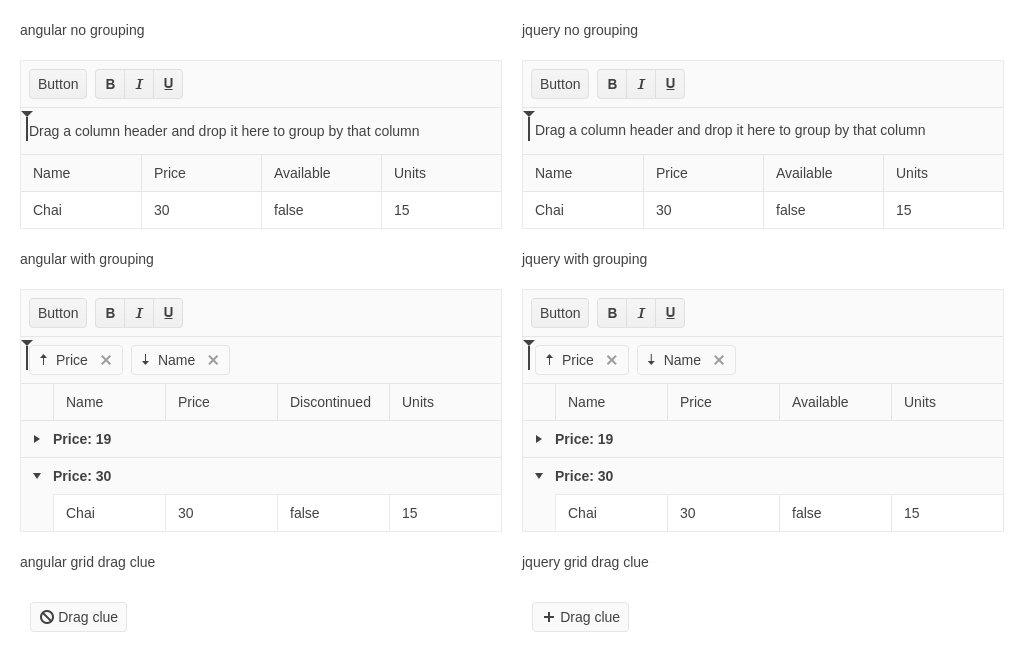 angular no grouping
Button B I U
Drag a column header and drop it here to group by that column
Name Price Available Units
Chai 30 false 15
jquery no grouping
Button B I U
Drag a column header and drop it here to group by that column
Name Price Available Units
Chai 30 false 15
angular with grouping
Button B I U
Price Name
Name Price Discontinued Units
Price: 19
Price: 30
Chai 30 false 15
jquery with grouping
Button B I U
Price Name
Name Price Available Units
Price: 19
Price: 30
Chai 30 false 15
angular grid drag clue
Drag clue
jquery grid drag clue
Drag clue